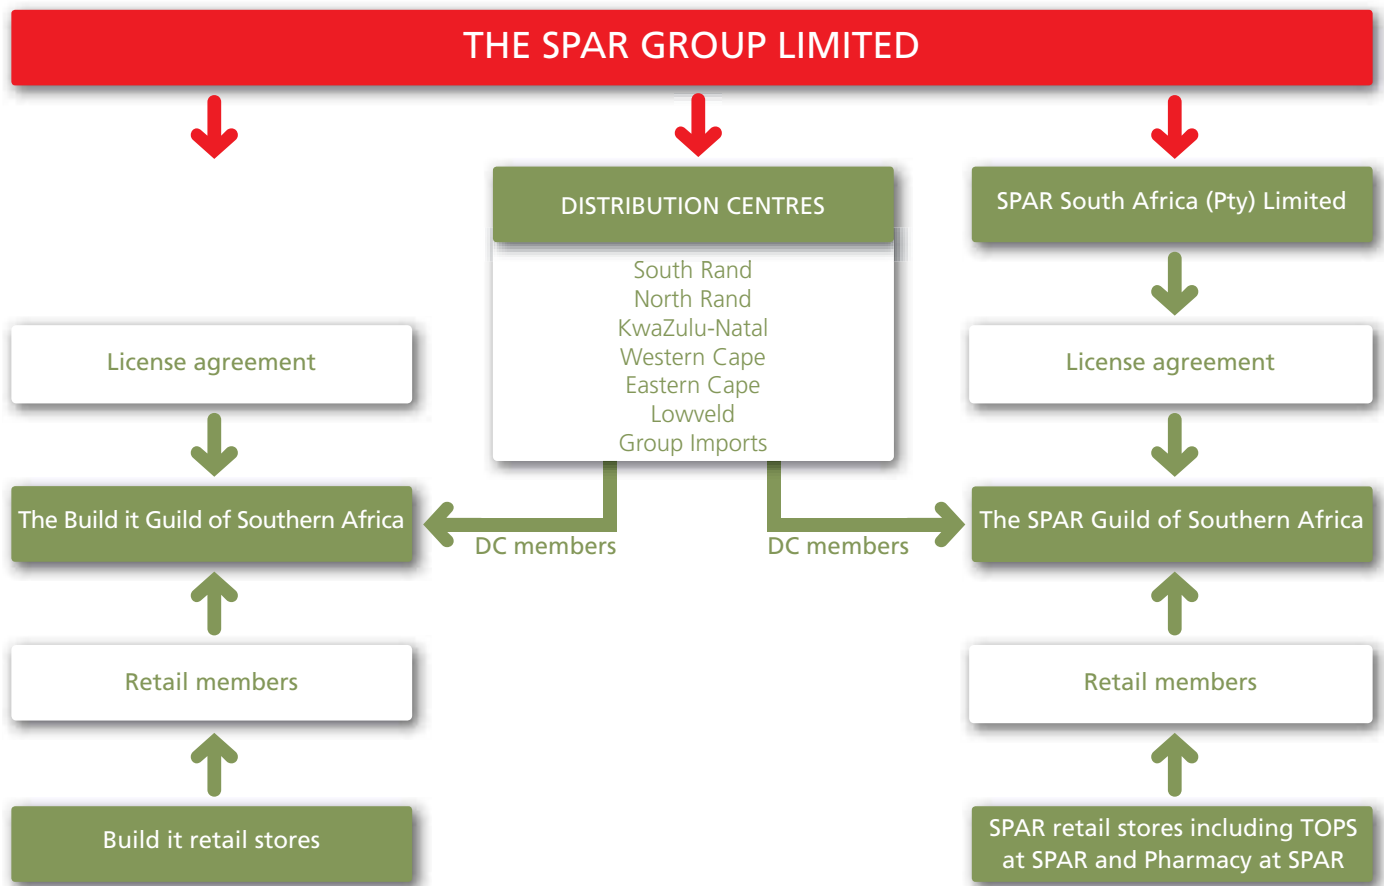 THE SPAR GROUP LIMITED
DISTRIBUTION CENTRES
South Rand
North Rand
KwaZulu-Natal
Western Cape
Eastern Cape
Lowveld
Group Imports
SPAR South Africa (Pty) Limited
License agreement
License agreement
The Build it Guild of Southern Africa
DC members
DC members
The SPAR Guild of Southern Africa
Retail members
Retail members
Build it retail stores
SPAR retail stores including TOPS
at SPAR and Pharmacy at SPAR